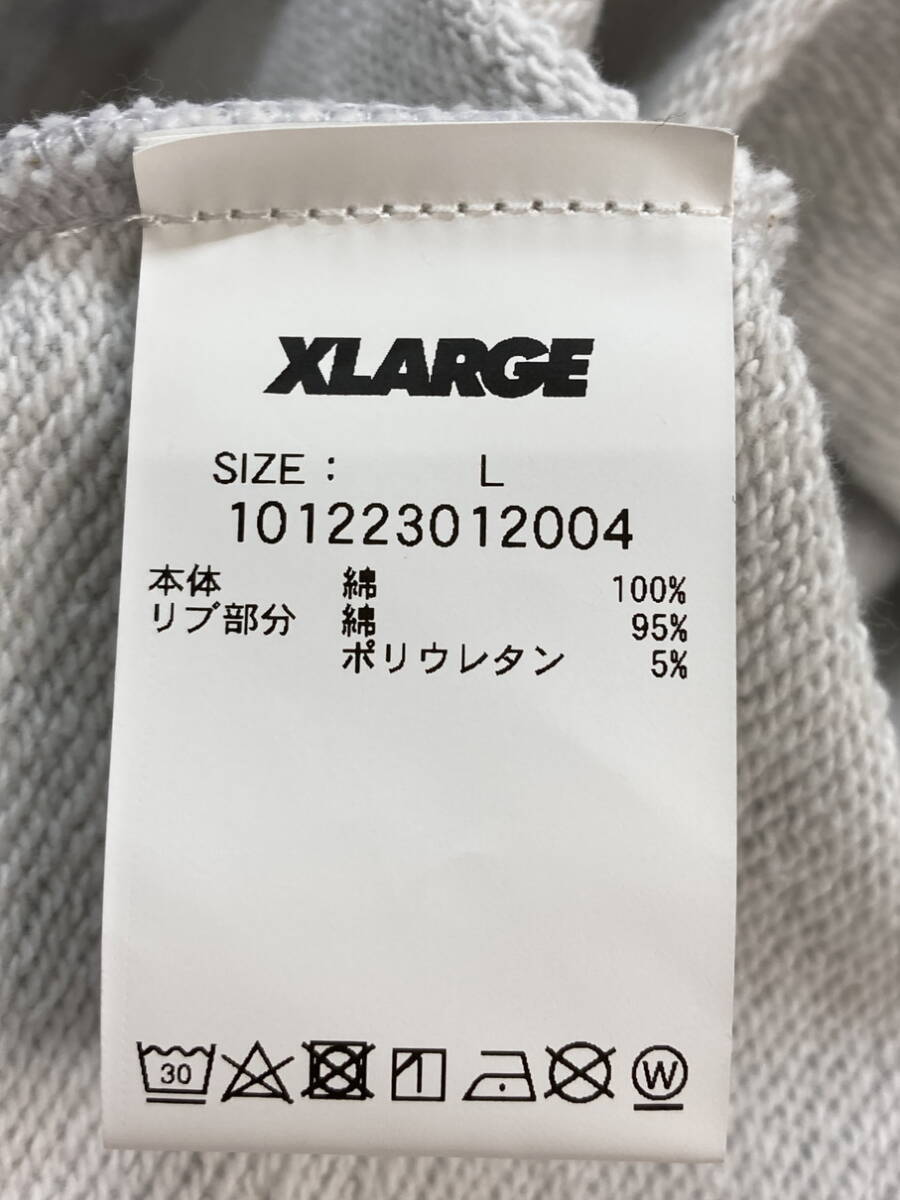 XLARGE
SIZE : L
101223012004
本体 綿 100%
リブ部分 綿 95%
ポリウレタン 5%
30 W